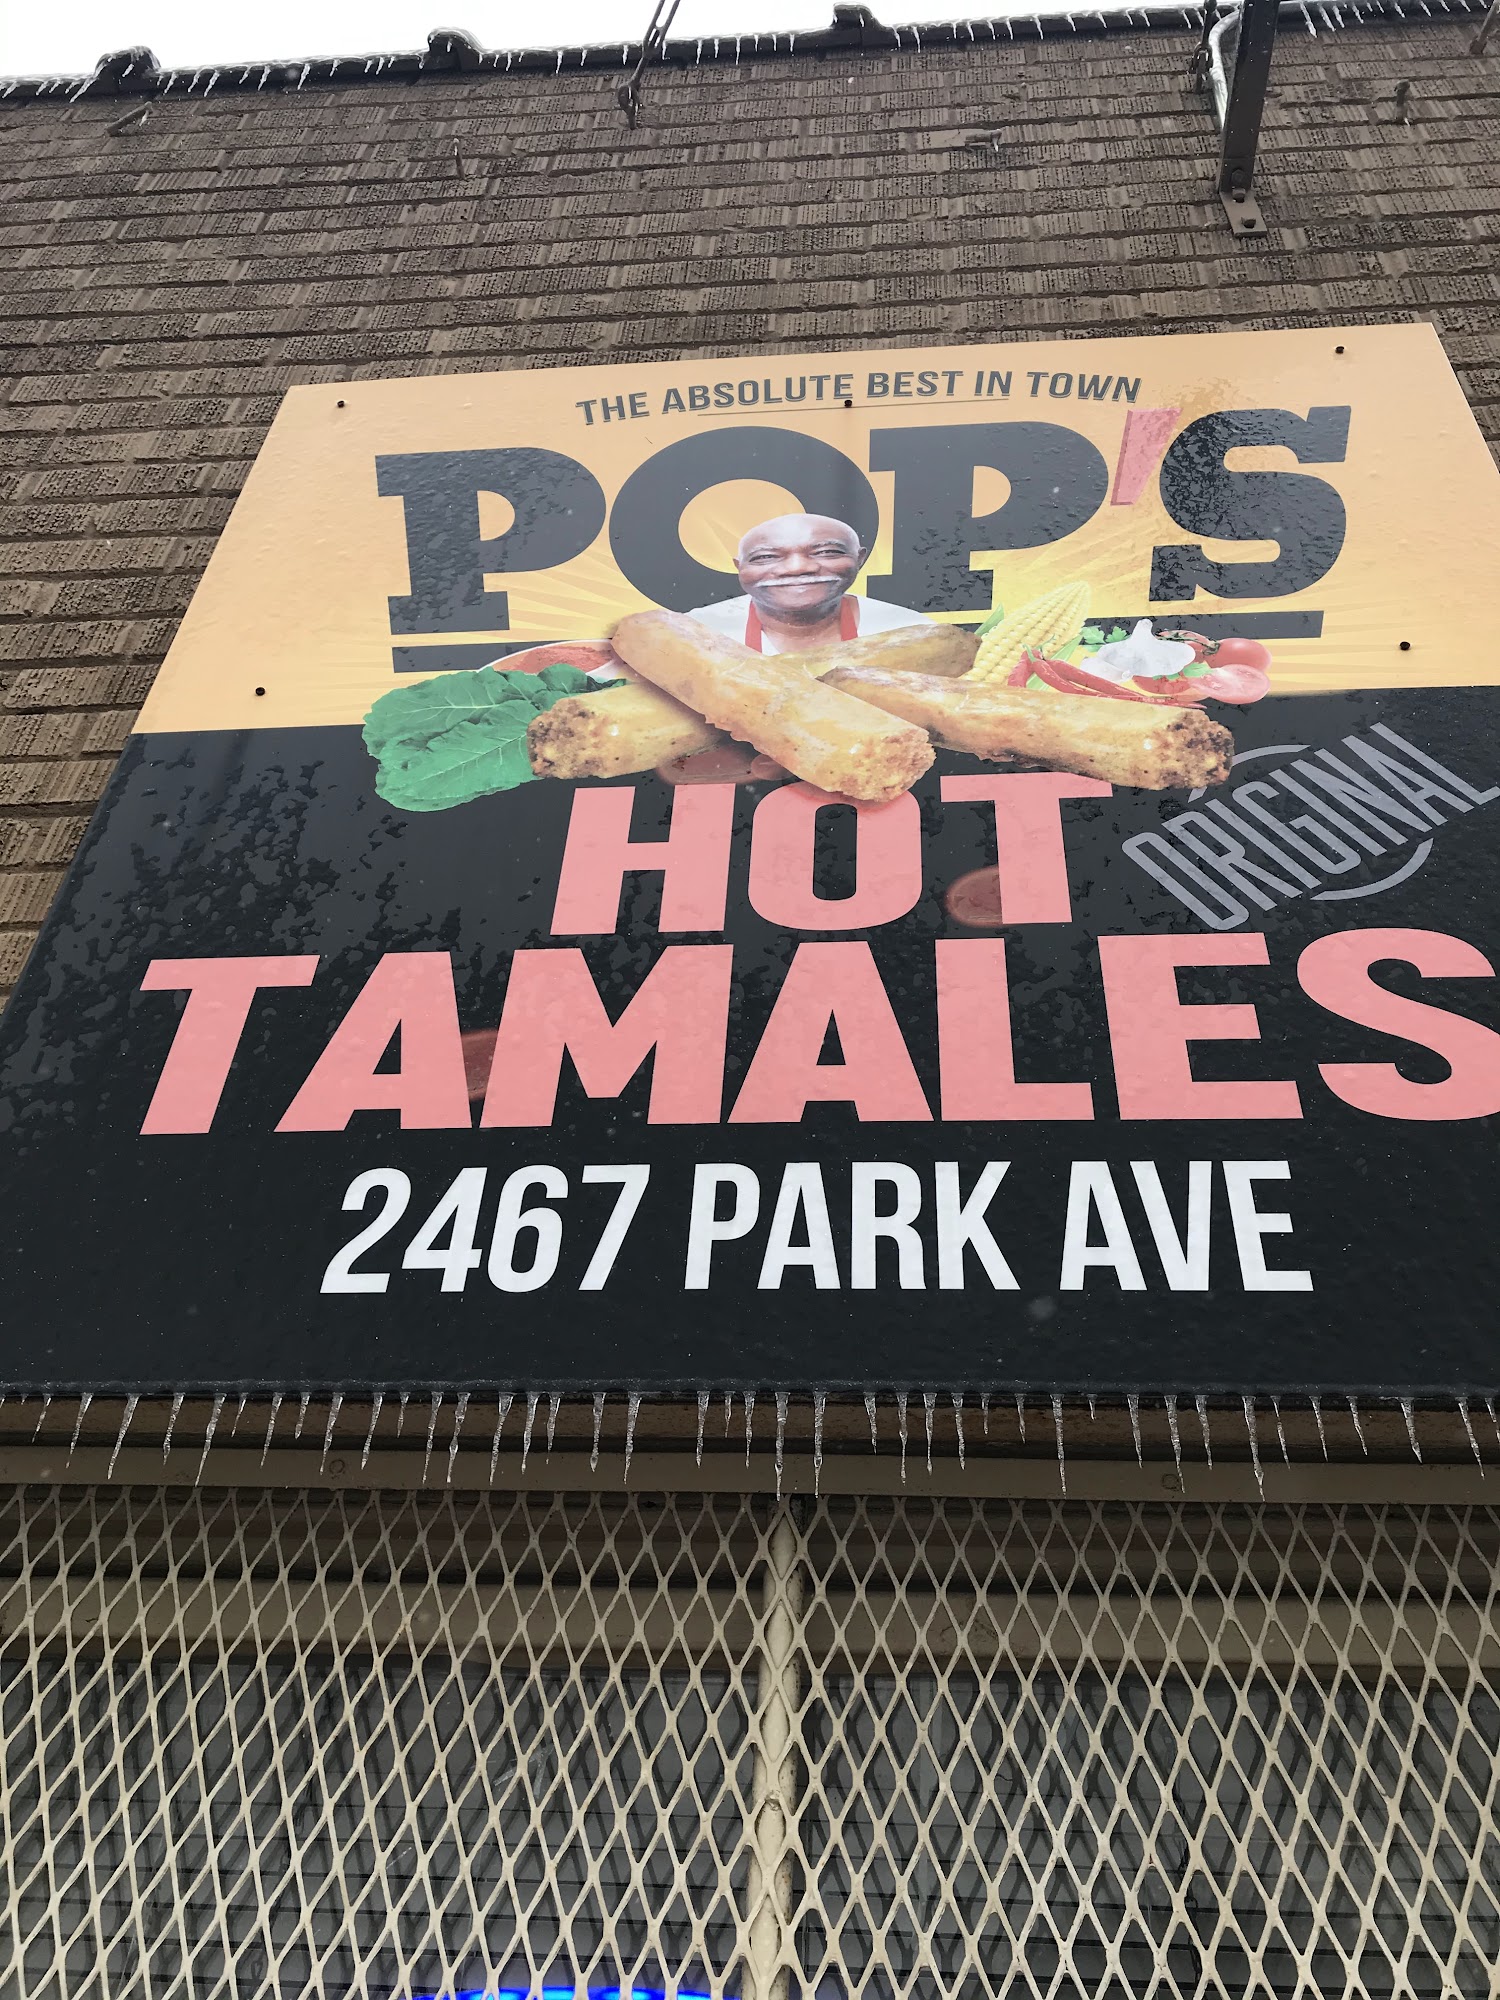 THE ABSOLUTE BEST IN TOWN
POP'S
HOT
ORIGINAL
TAMALES
2467 PARK AVE